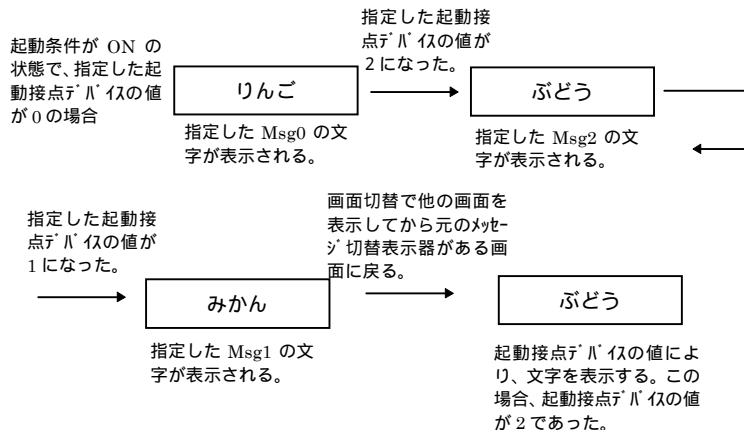 起動条件が ON の
状態で、指定した起
動接点ﾃﾞﾊﾞｲｽの値
が 0 の場合
りんご
指定した Msg0 の文
字が表示される。
指定した起動接
点ﾃﾞﾊﾞｲｽの値が
2 になった。
ぶどう
指定した Msg2 の文
字が表示される。
指定した起動接
点ﾃﾞﾊﾞｲｽの値が
1 になった。
みかん
指定した Msg1 の文
字が表示される。
画面切替で他の画面を
表示してから元のﾒｯｾｰ
ｼﾞ切替表示器がある画
面に戻る。
ぶどう
起動接点ﾃﾞﾊﾞｲｽの値によ
り、文字を表示する。この
場合、起動接点ﾃﾞﾊﾞｲｽの値
が 2 であった。